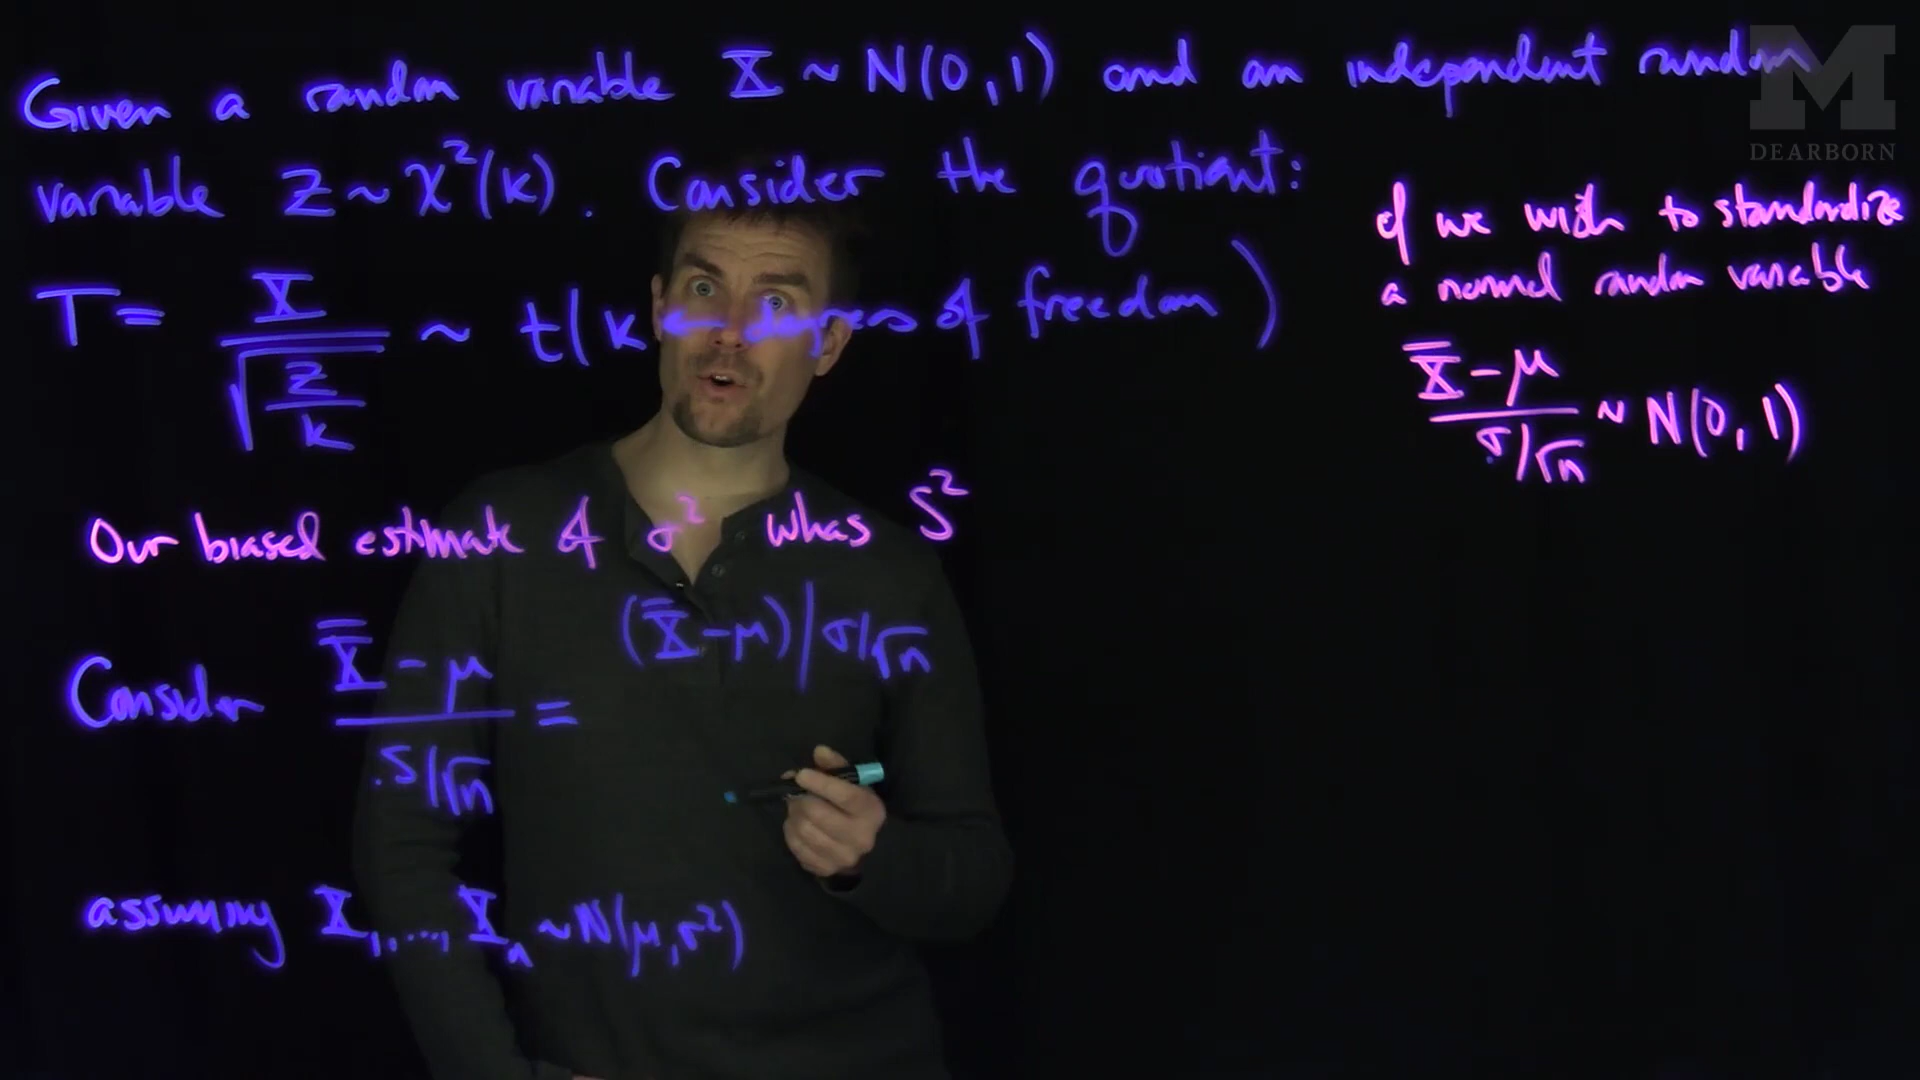 Given a random variable X ~ N(0,1) and an independent random
variable Z ~ χ²(k). Consider the quotient:
T = X / √(Z/k) ~ t(k degrees of freedom)
if we wish to standardize
a normal random variable
(X̄ - μ) / (σ/√n) ~ N(0,1)
Our biased estimate of σ² whas S²
Consider (X̄ - μ) / (S/√n) = (X̄ - μ) / σ/√n
assuming X₁,...,Xₙ ~ N(μ,σ²)
M
DEARBORN